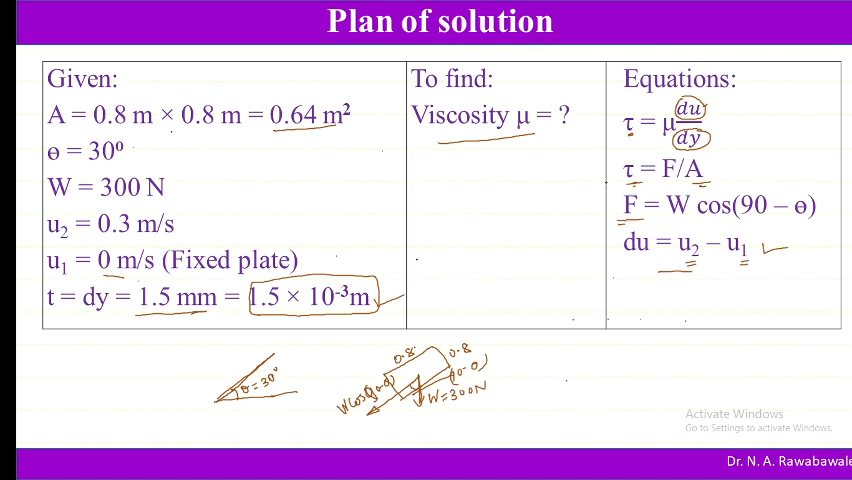 Plan of solution
Given:
A = 0.8 m × 0.8 m = 0.64 m²
ɵ = 30⁰
W = 300 N
u₂ = 0.3 m/s
u₁ = 0 m/s (Fixed plate)
t = dy = 1.5 mm = 1.5 × 10⁻³m
To find:
Viscosity μ = ?
Equations:
τ = μ du/dy
τ = F/A
F = W cos(90 – ɵ)
du = u₂ – u₁
θ = 30°
0.8
0.8
W = 300N
Activate Windows
Go to Settings to activate Windows.
Dr. N. A. Rawabawale